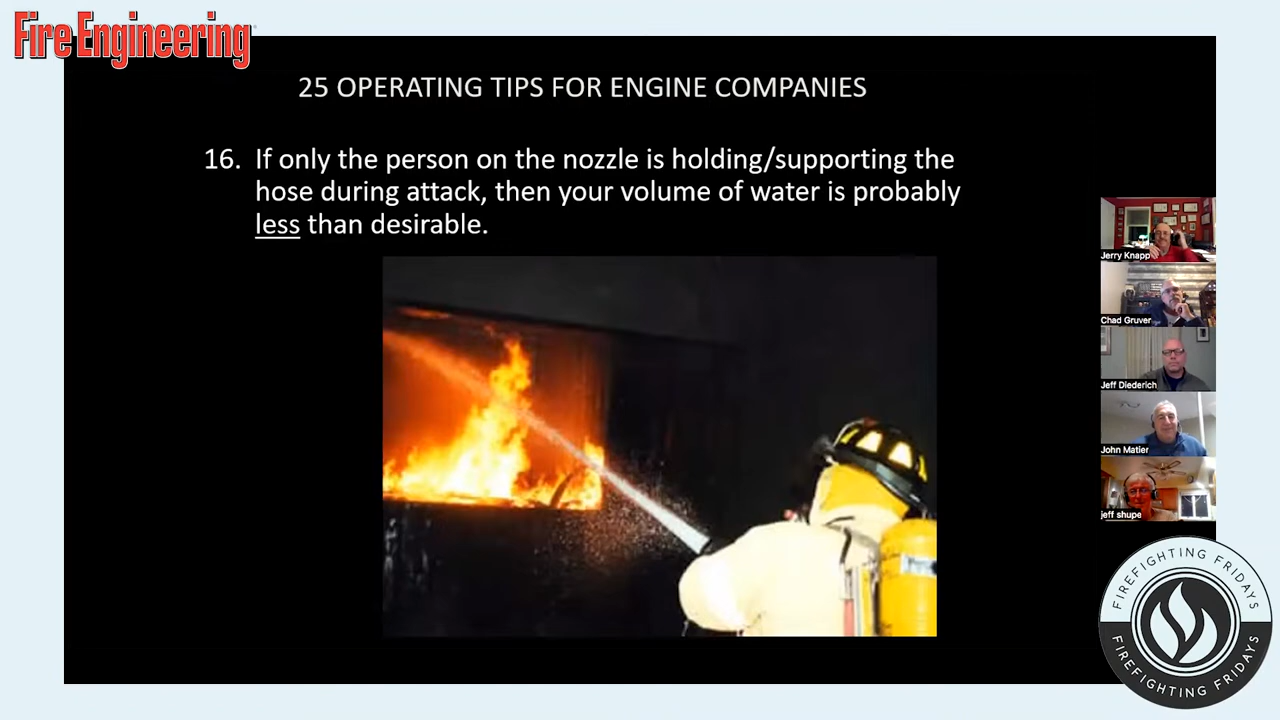 Fire Engineering
25 OPERATING TIPS FOR ENGINE COMPANIES
16. If only the person on the nozzle is holding/supporting the
hose during attack, then your volume of water is probably
less than desirable.
Jerry Knapp
Chad Gruver
Jeff Diederich
John Matier
jeff shupe
FIREFIGHTING FRIDAYS
FIREFIGHTING FRIDAYS